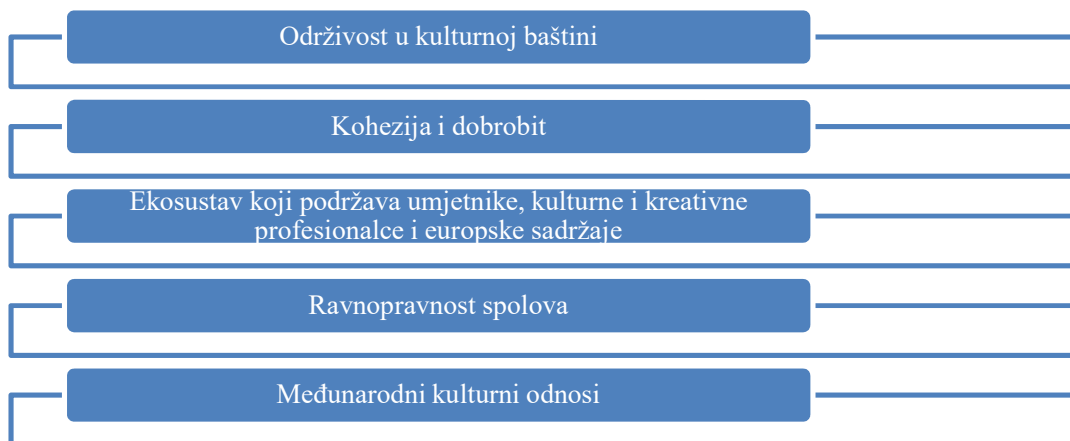 Održivost u kulturnoj baštini
Kohezija i dobrobit
Ekosustav koji podržava umjetnike, kulturne i kreativne
profesionalce i europske sadržaje
Ravnopravnost spolova
Međunarodni kulturni odnosi